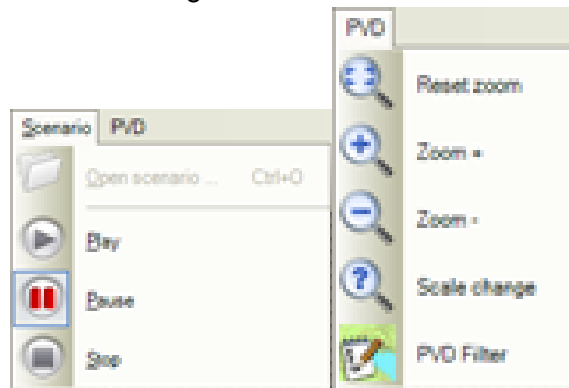 Scenario PVD
Open scenario ... Ctrl+O
Play
Pause
Stop
PVD
Reset zoom
Zoom +
Zoom -
Scale change
PVD Filter